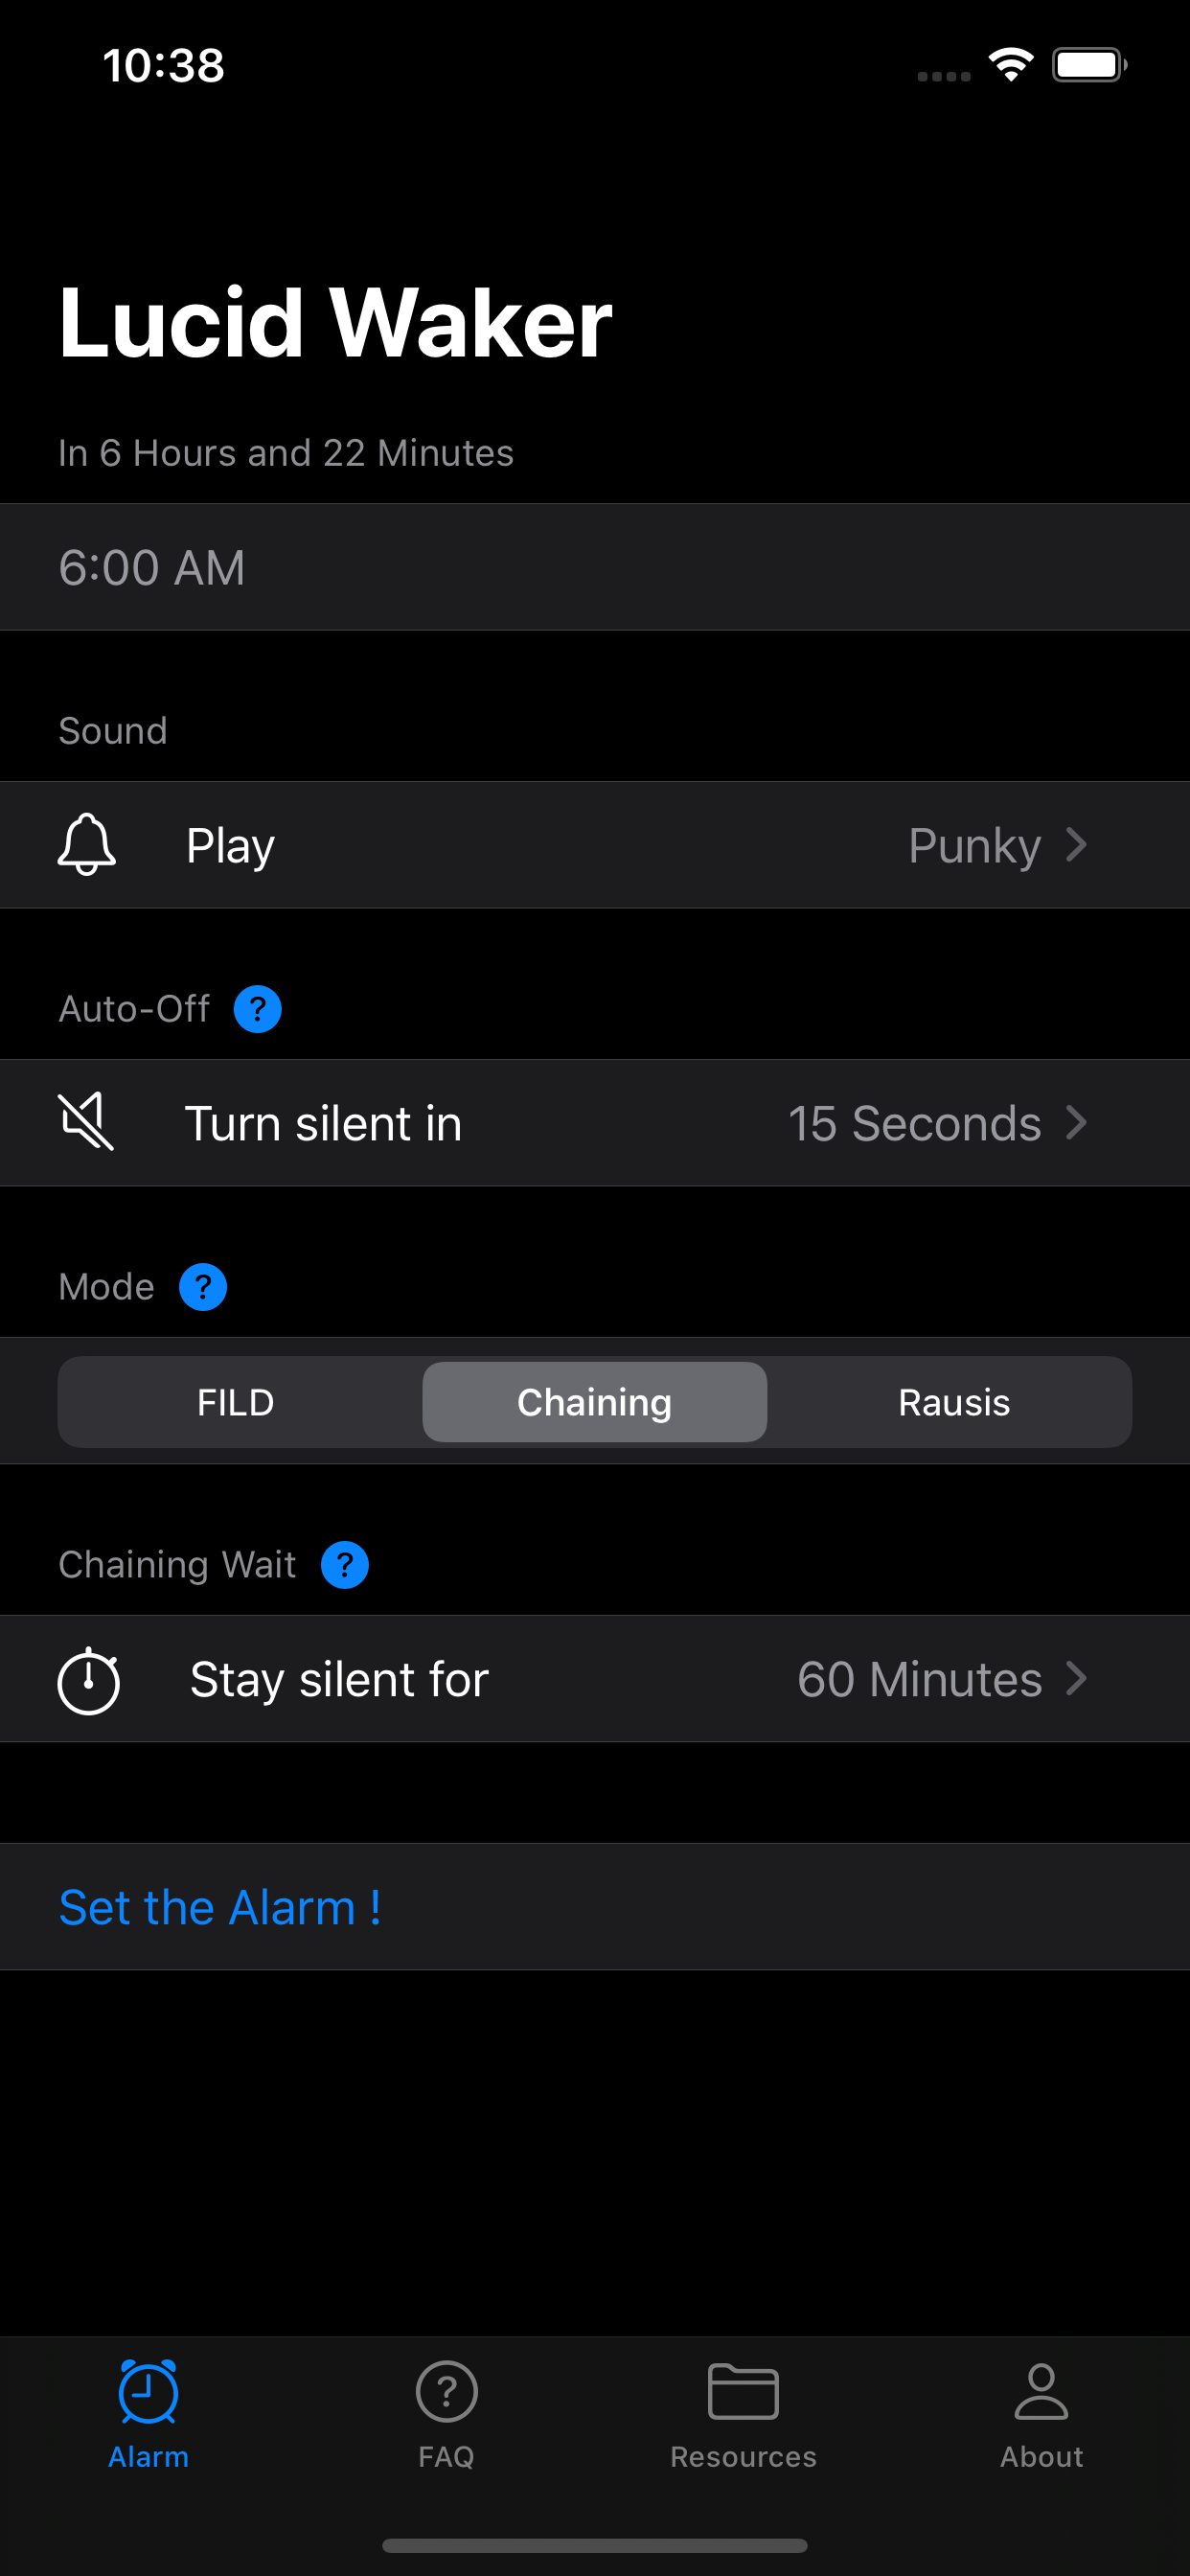 10:38
Lucid Waker
In 6 Hours and 22 Minutes
6:00 AM
Sound
Play Punky
Auto-Off ?
Turn silent in 15 Seconds
Mode ?
FILD Chaining Rausis
Chaining Wait ?
Stay silent for 60 Minutes
Set the Alarm !
?
Alarm FAQ Resources About